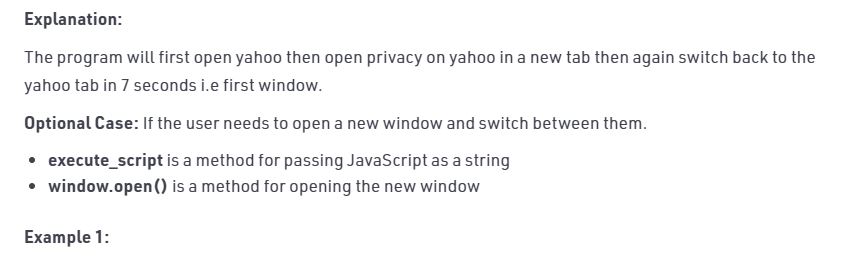 Explanation:
The program will first open yahoo then open privacy on yahoo in a new tab then again switch back to the
yahoo tab in 7 seconds i.e first window.
Optional Case: If the user needs to open a new window and switch between them.
• execute_script is a method for passing JavaScript as a string
• window.open() is a method for opening the new window
Example 1: